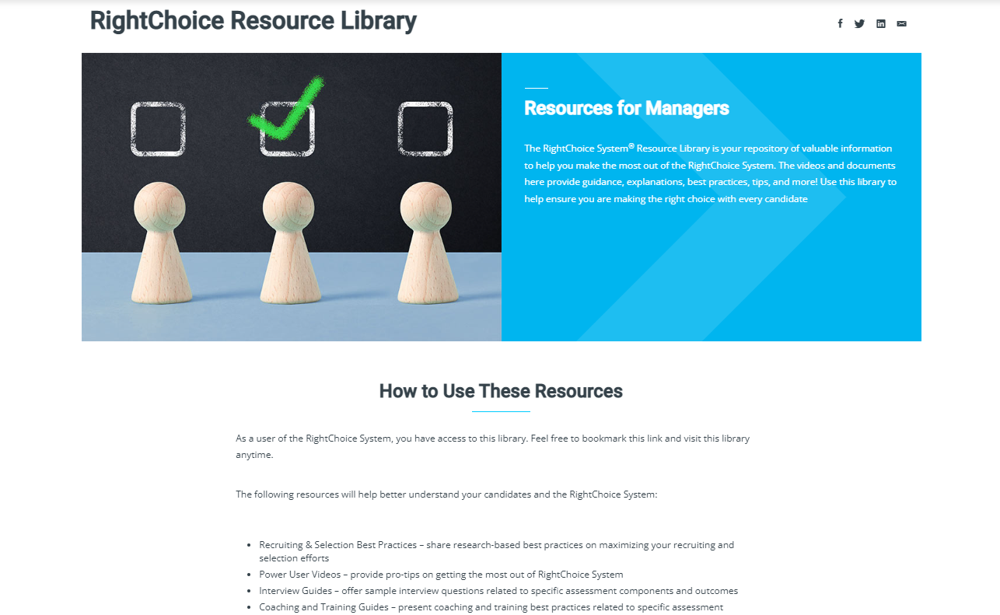 RightChoice Resource Library
Resources for Managers
The RightChoice System® Resource Library is your repository of valuable information
to help you make the most out of the RightChoice System. The videos and documents
here provide guidance, explanations, best practices, tips, and more! Use this library to
help ensure you are making the right choice with every candidate
How to Use These Resources
As a user of the RightChoice System, you have access to this library. Feel free to bookmark this link and visit this library
anytime.
The following resources will help better understand your candidates and the RightChoice System:
• Recruiting & Selection Best Practices – share research-based best practices on maximizing your recruiting and
selection efforts
• Power User Videos – provide pro-tips on getting the most out of RightChoice System
• Interview Guides – offer sample interview questions related to specific assessment components and outcomes
• Coaching and Training Guides – present coaching and training best practices related to specific assessment